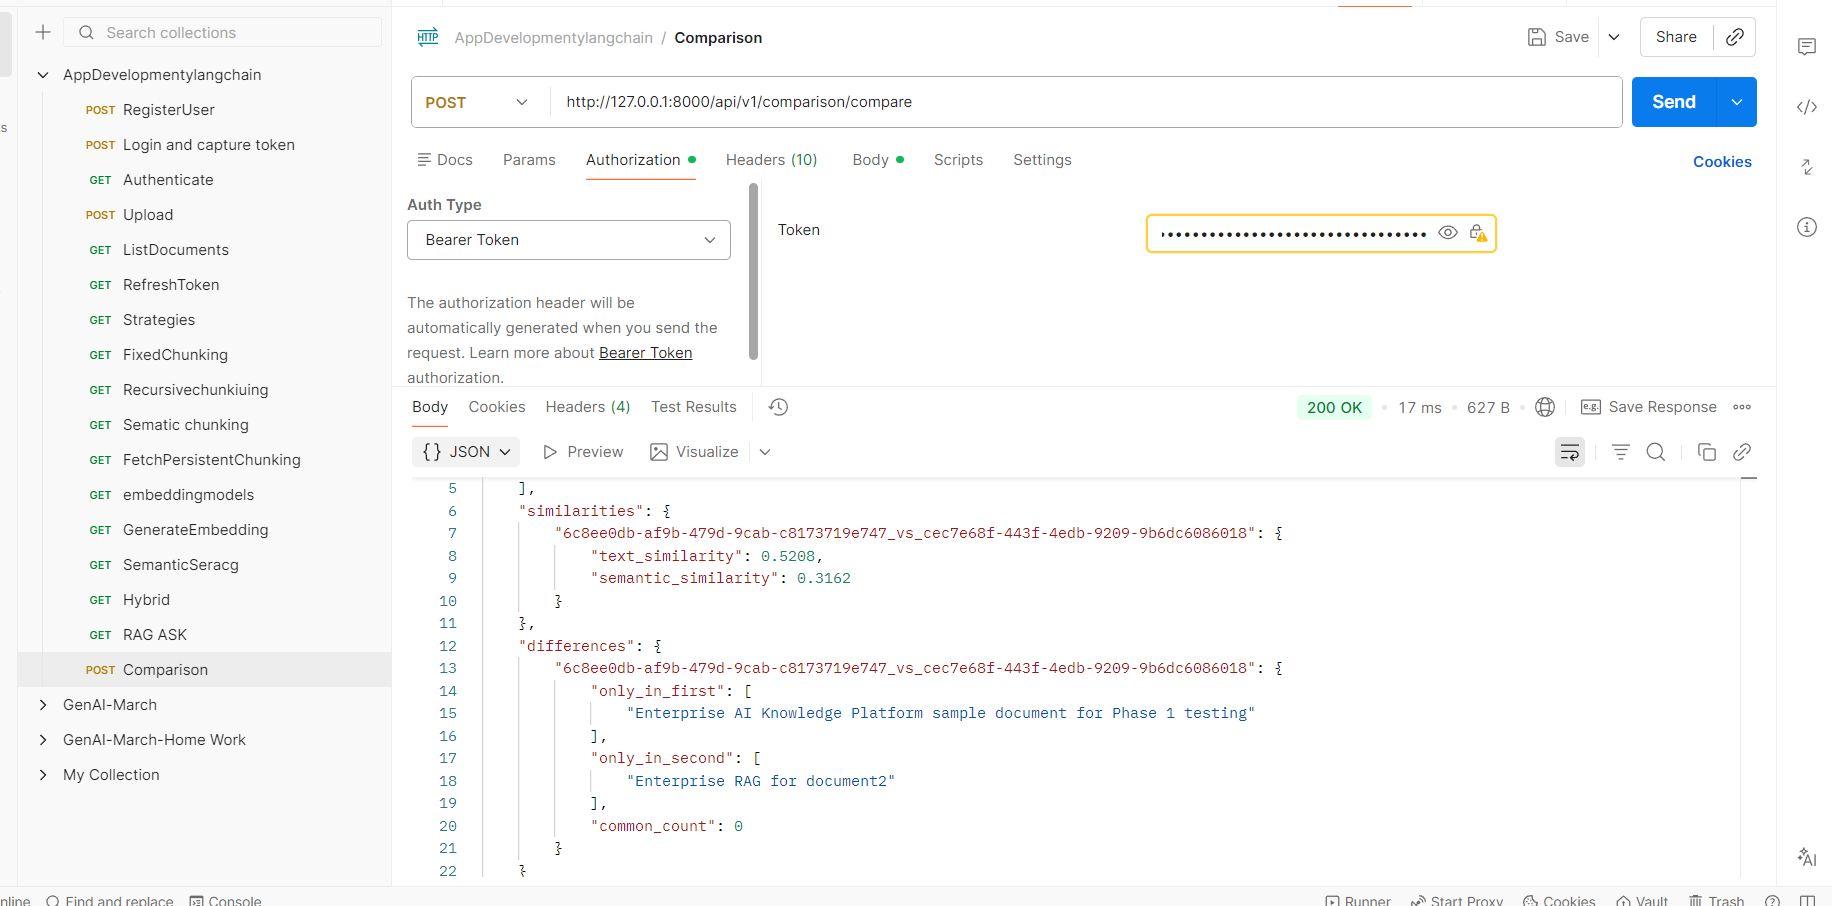 Search collections
AppDevelopmentylangchain
POST RegisterUser
POST Login and capture token
GET Authenticate
POST Upload
GET ListDocuments
GET RefreshToken
GET Strategies
GET FixedChunking
GET Recursivechunkiuing
GET Sematic chunking
GET FetchPersistentChunking
GET embeddingmodels
GET GenerateEmbedding
GET SemanticSeracg
GET Hybrid
GET RAG ASK
POST Comparison
GenAI-March
GenAI-March-Home Work
My Collection
HTTP AppDevelopmentylangchain / Comparison
Save
Share
POST http://127.0.0.1:8000/api/v1/comparison/compare
Send
Docs Params Authorization Headers (10) Body Scripts Settings
Cookies
Auth Type
Bearer Token
The authorization header will be
automatically generated when you send the
request. Learn more about Bearer Token
authorization.
Token
Body Cookies Headers (4) Test Results
200 OK • 17 ms • 627 B
e.g. Save Response
{} JSON Preview Visualize
5 ],
6 "similarities": {
7 "6c8ee0db-af9b-479d-9cab-c8173719e747_vs_cec7e68f-443f-4edb-9209-9b6dc6086018": {
8 "text_similarity": 0.5208,
9 "semantic_similarity": 0.3162
10 }
11 },
12 "differences": {
13 "6c8ee0db-af9b-479d-9cab-c8173719e747_vs_cec7e68f-443f-4edb-9209-9b6dc6086018": {
14 "only_in_first": [
15 "Enterprise AI Knowledge Platform sample document for Phase 1 testing"
16 ],
17 "only_in_second": [
18 "Enterprise RAG for document2"
19 ],
20 "common_count": 0
21 }
22 }
AI
nline Find and replace Console
Runner Start Proxy Cookies Vault Trash